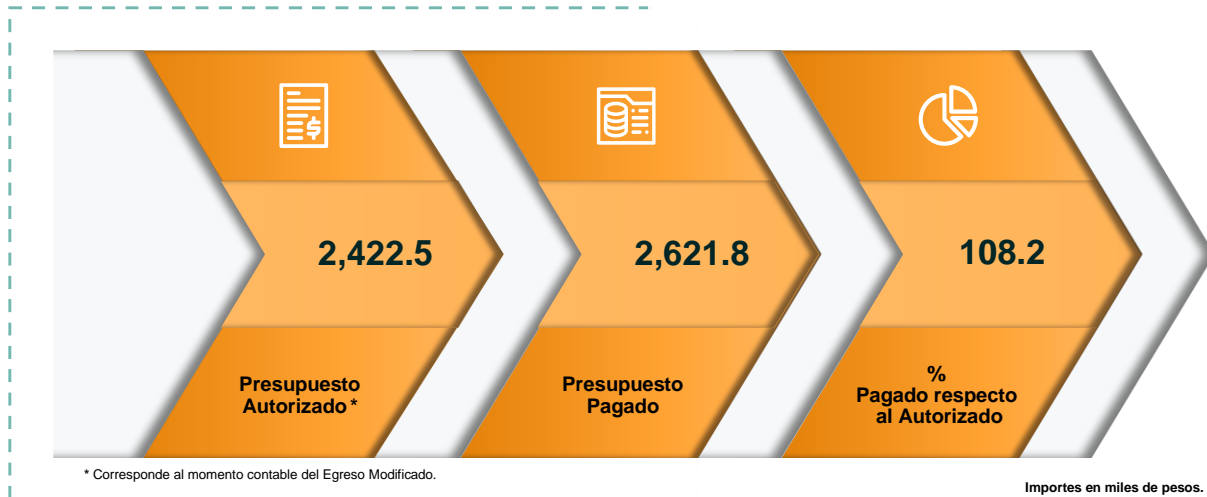 2,422.5
2,621.8
108.2
Presupuesto
Autorizado *
Presupuesto
Pagado
%
Pagado respecto
al Autorizado
* Corresponde al momento contable del Egreso Modificado.
Importes en miles de pesos.